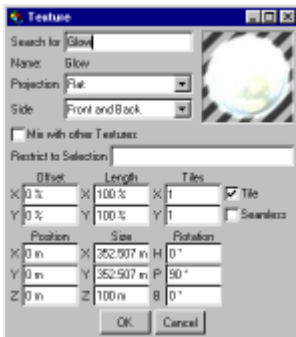 Texture
Search for Glow
Name: Glow
Projection Flat
Side Front and Back
Mix with other Textures
Restrict to Selection
Offset Length Tiles
X 0 % X 100 % X 1 Tile
Y 0 % Y 100 % Y 1 Seamless
Position Size Rotation
X 0 m X 352.507 m H 0 °
Y 0 m Y 352.507 m P 90 °
Z 0 m Z 100 m B 0 °
OK Cancel